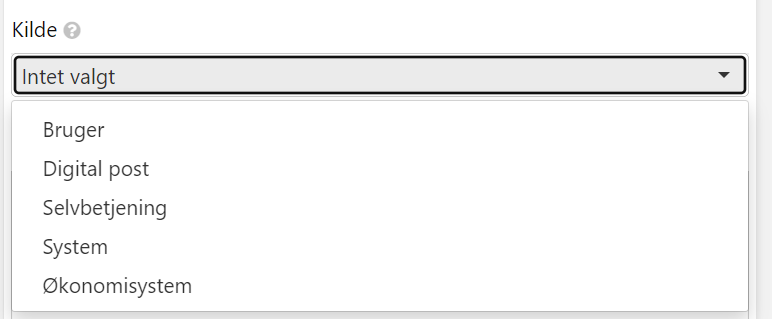 Kilde
Intet valgt
Bruger
Digital post
Selvbetjening
System
Økonomisystem